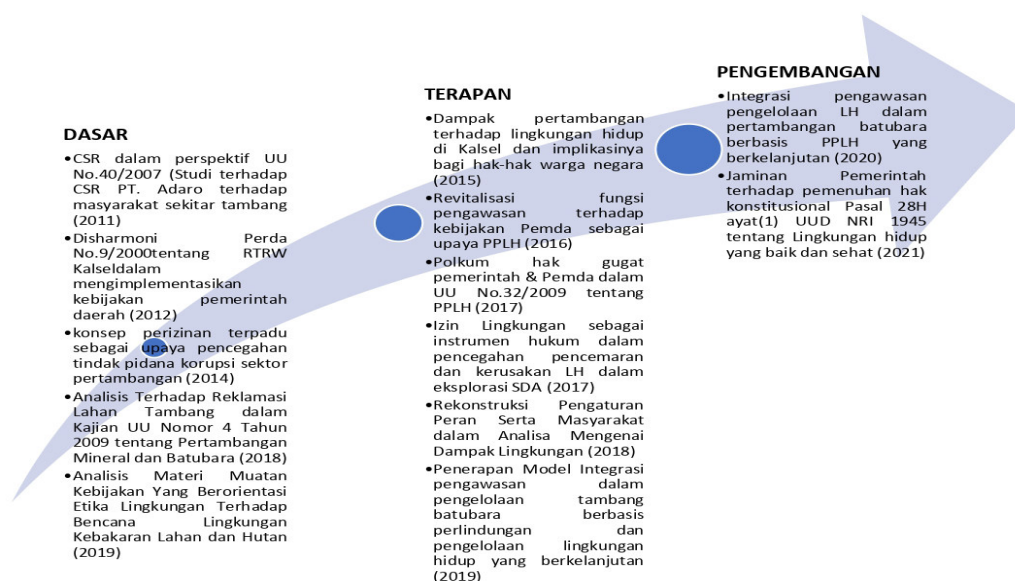 DASAR
•CSR dalam perspektif UU
No.40/2007 (Studi terhadap
CSR PT. Adaro terhadap
masyarakat sekitar tambang
(2011)
•Disharmoni Perda
No.9/2000tentang RTRW
Kalseldalam
mengimplementasikan
kebijakan pemerintah
daerah (2012)
•konsep perizinan terpadu
sebagai upaya pencegahan
tindak pidana korupsi sektor
pertambangan (2014)
•Analisis Terhadap Reklamasi
Lahan Tambang dalam
Kajian UU Nomor 4 Tahun
2009 tentang Pertambangan
Mineral dan Batubara (2018)
•Analisis Materi Muatan
Kebijakan Yang Berorientasi
Etika Lingkungan Terhadap
Bencana Lingkungan
Kebakaran Lahan dan Hutan
(2019)
TERAPAN
•Dampak pertambangan
terhadap lingkungan hidup
di Kalsel dan implikasinya
bagi hak-hak warga negara
(2015)
•Revitalisasi fungsi
pengawasan terhadap
kebijakan Pemda sebagai
upaya PPLH (2016)
•Polkum hak gugat
pemerintah & Pemda dalam
UU No.32/2009 tentang
PPLH (2017)
•Izin Lingkungan sebagai
instrumen hukum dalam
pencegahan pencemaran
dan kerusakan LH dalam
eksplorasi SDA (2017)
•Rekonstruksi Pengaturan
Peran Serta Masyarakat
dalam Analisa Mengenai
Dampak Lingkungan (2018)
•Penerapan Model Integrasi
pengawasan dalam
pengelolaan tambang
batubara berbasis
perlindungan dan
pengelolaan lingkungan
hidup yang berkelanjutan
(2019)
PENGEMBANGAN
•Integrasi pengawasan
pengelolaan LH dalam
pertambangan batubara
berbasis PPLH yang
berkelanjutan (2020)
•Jaminan Pemerintah
terhadap pemenuhan hak
konstitusional Pasal 28H
ayat(1) UUD NRI 1945
tentang Lingkungan hidup
yang baik dan sehat (2021)